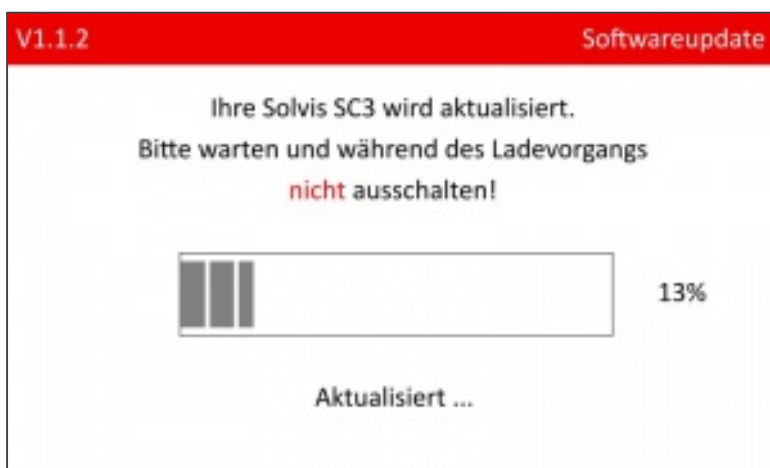 V1.1.2 Softwareupdate
Ihre Solvis SC3 wird aktualisiert.
Bitte warten und während des Ladevorgangs
nicht ausschalten!
13%
Aktualisiert ...